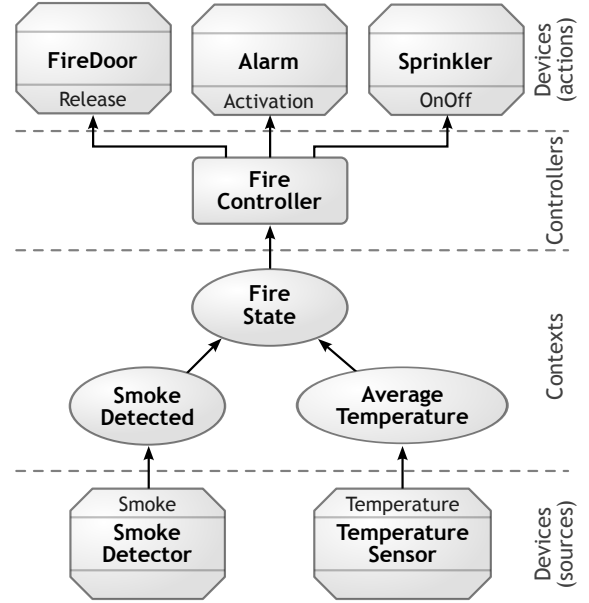 FireDoor
Release
Alarm
Activation
Sprinkler
OnOff
Devices
(actions)
Fire
Controller
Controllers
Fire
State
Smoke
Detected
Average
Temperature
Contexts
Smoke
Smoke
Detector
Temperature
Temperature
Sensor
Devices
(sources)